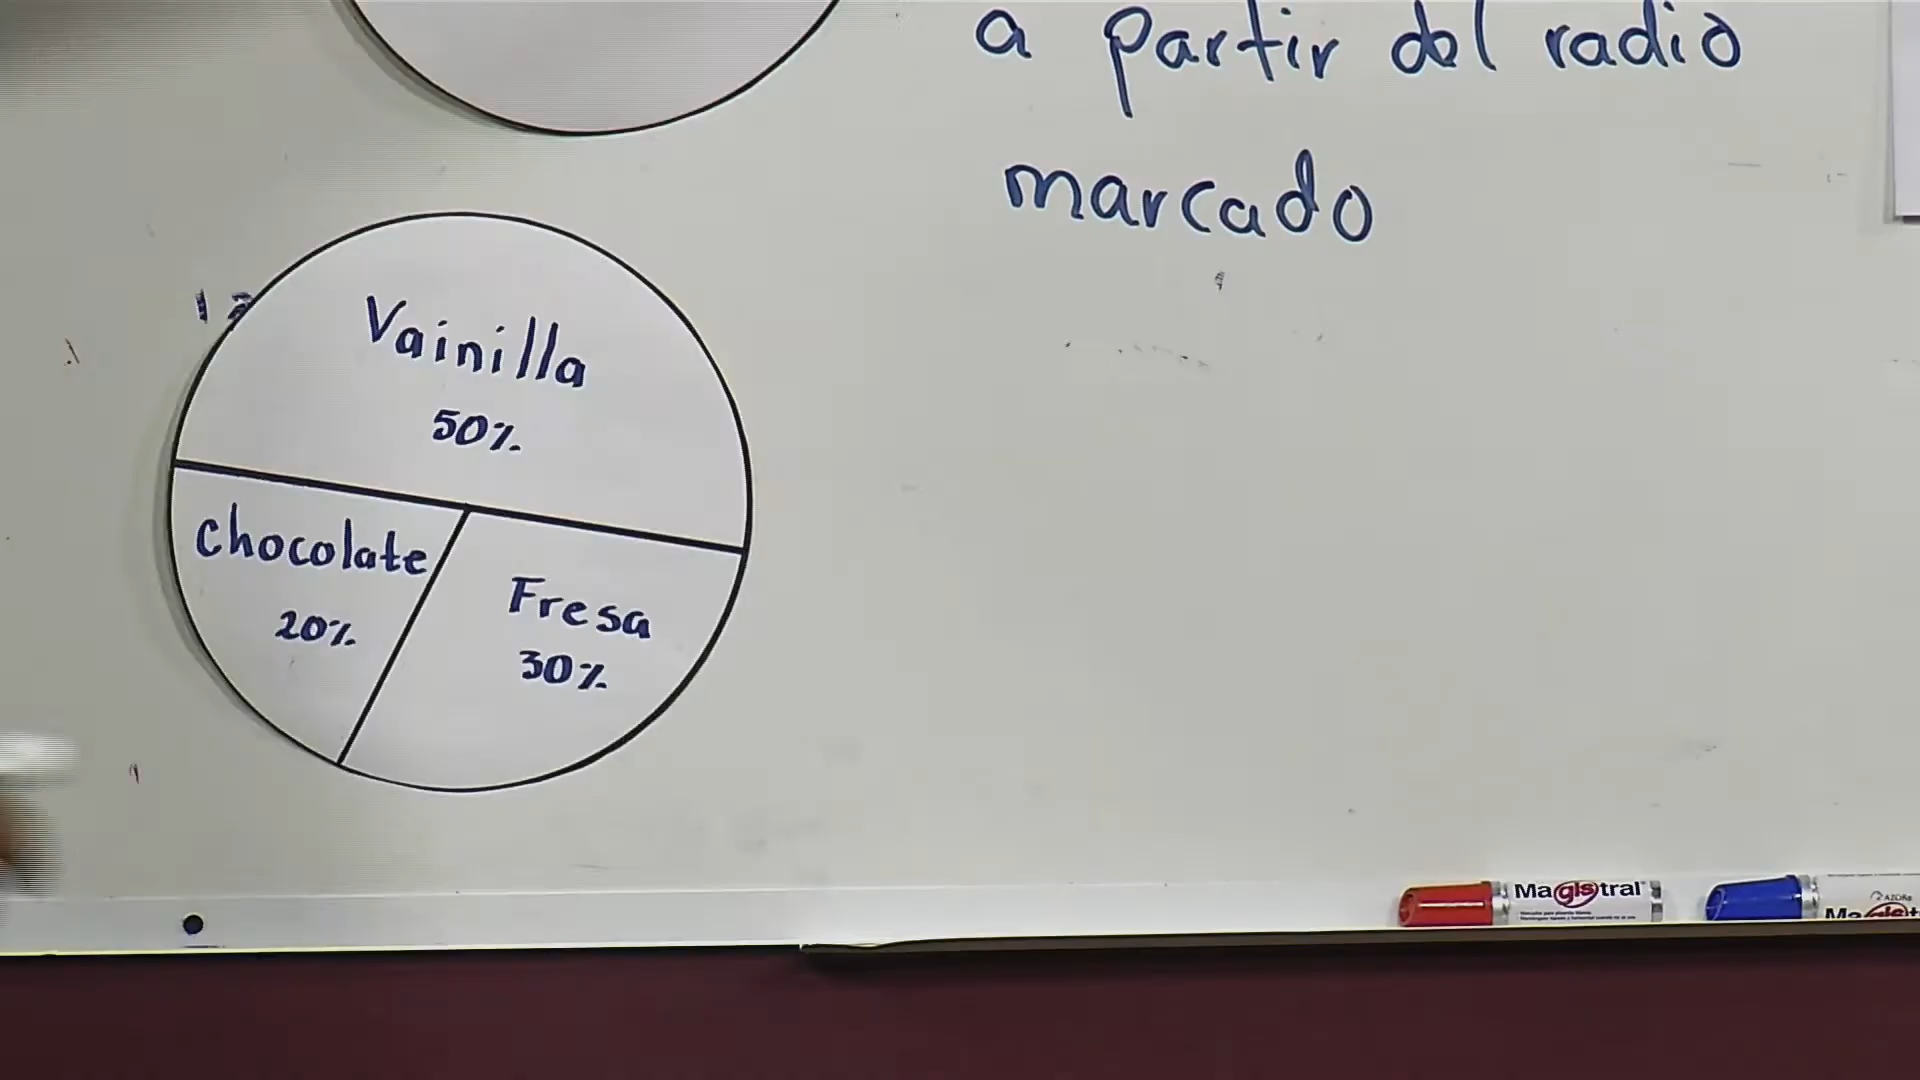 a partir del radio
marcado
Vainilla
50%
chocolate
20%
Fresa
30%
Magistral